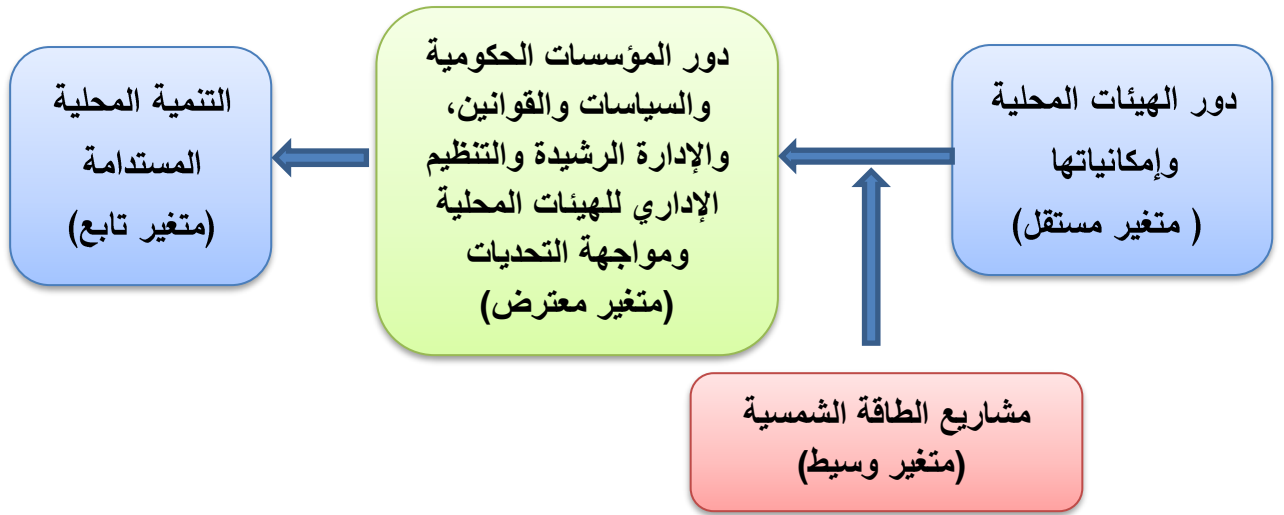 دور الهيئات المحلية
وإمكانياتها
( متغير مستقل)
دور المؤسسات الحكومية
والسياسات والقوانين،
والإدارة الرشيدة والتنظيم
الإداري للهيئات المحلية
ومواجهة التحديات
(متغير معترض)
التنمية المحلية
المستدامة
(متغير تابع)
مشاريع الطاقة الشمسية
(متغير وسيط)